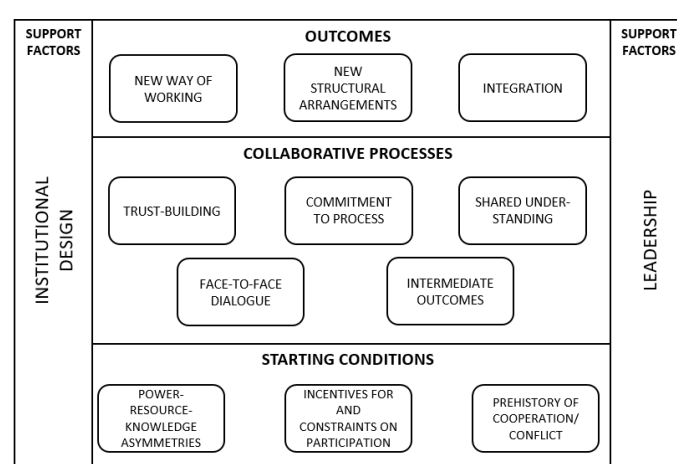 SUPPORT
FACTORS
INSTITUTIONAL
DESIGN
OUTCOMES
NEW WAY OF
WORKING
NEW
STRUCTURAL
ARRANGEMENTS
INTEGRATION
COLLABORATIVE PROCESSES
TRUST-BUILDING
COMMITMENT
TO PROCESS
SHARED UNDER-
STANDING
FACE-TO-FACE
DIALOGUE
INTERMEDIATE
OUTCOMES
STARTING CONDITIONS
POWER-
RESOURCE-
KNOWLEDGE
ASYMMETRIES
INCENTIVES FOR
AND
CONSTRAINTS ON
PARTICIPATION
PREHISTORY OF
COOPERATION/
CONFLICT
SUPPORT
FACTORS
LEADERSHIP